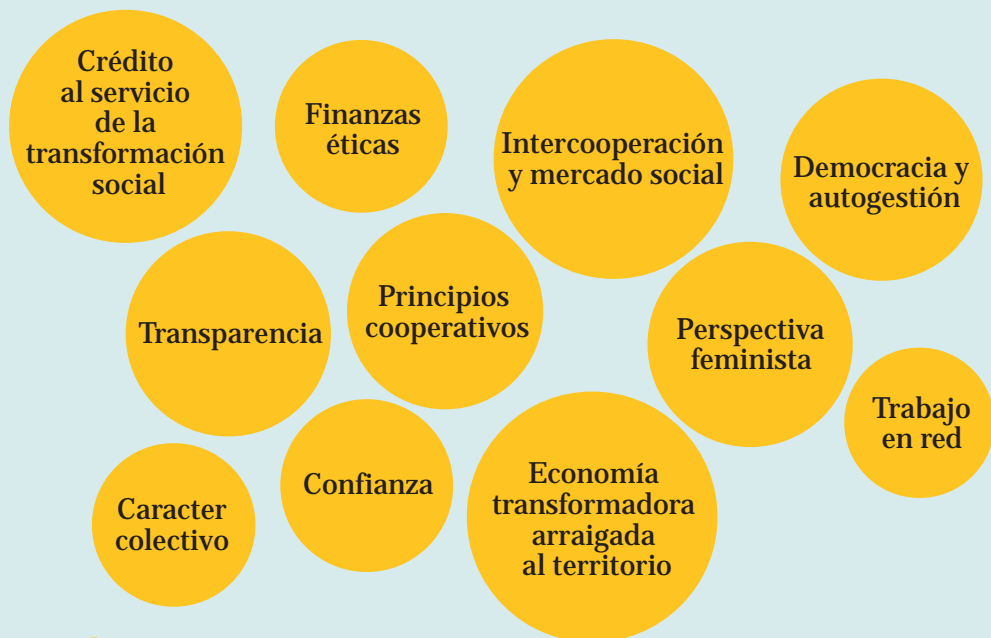 Crédito
al servicio
de la
transformación
social
Finanzas
éticas
Intercooperación
y mercado social
Democracia y
autogestión
Transparencia
Principios
cooperativos
Perspectiva
feminista
Trabajo
en red
Caracter
colectivo
Confianza
Economía
transformadora
arraigada
al territorio